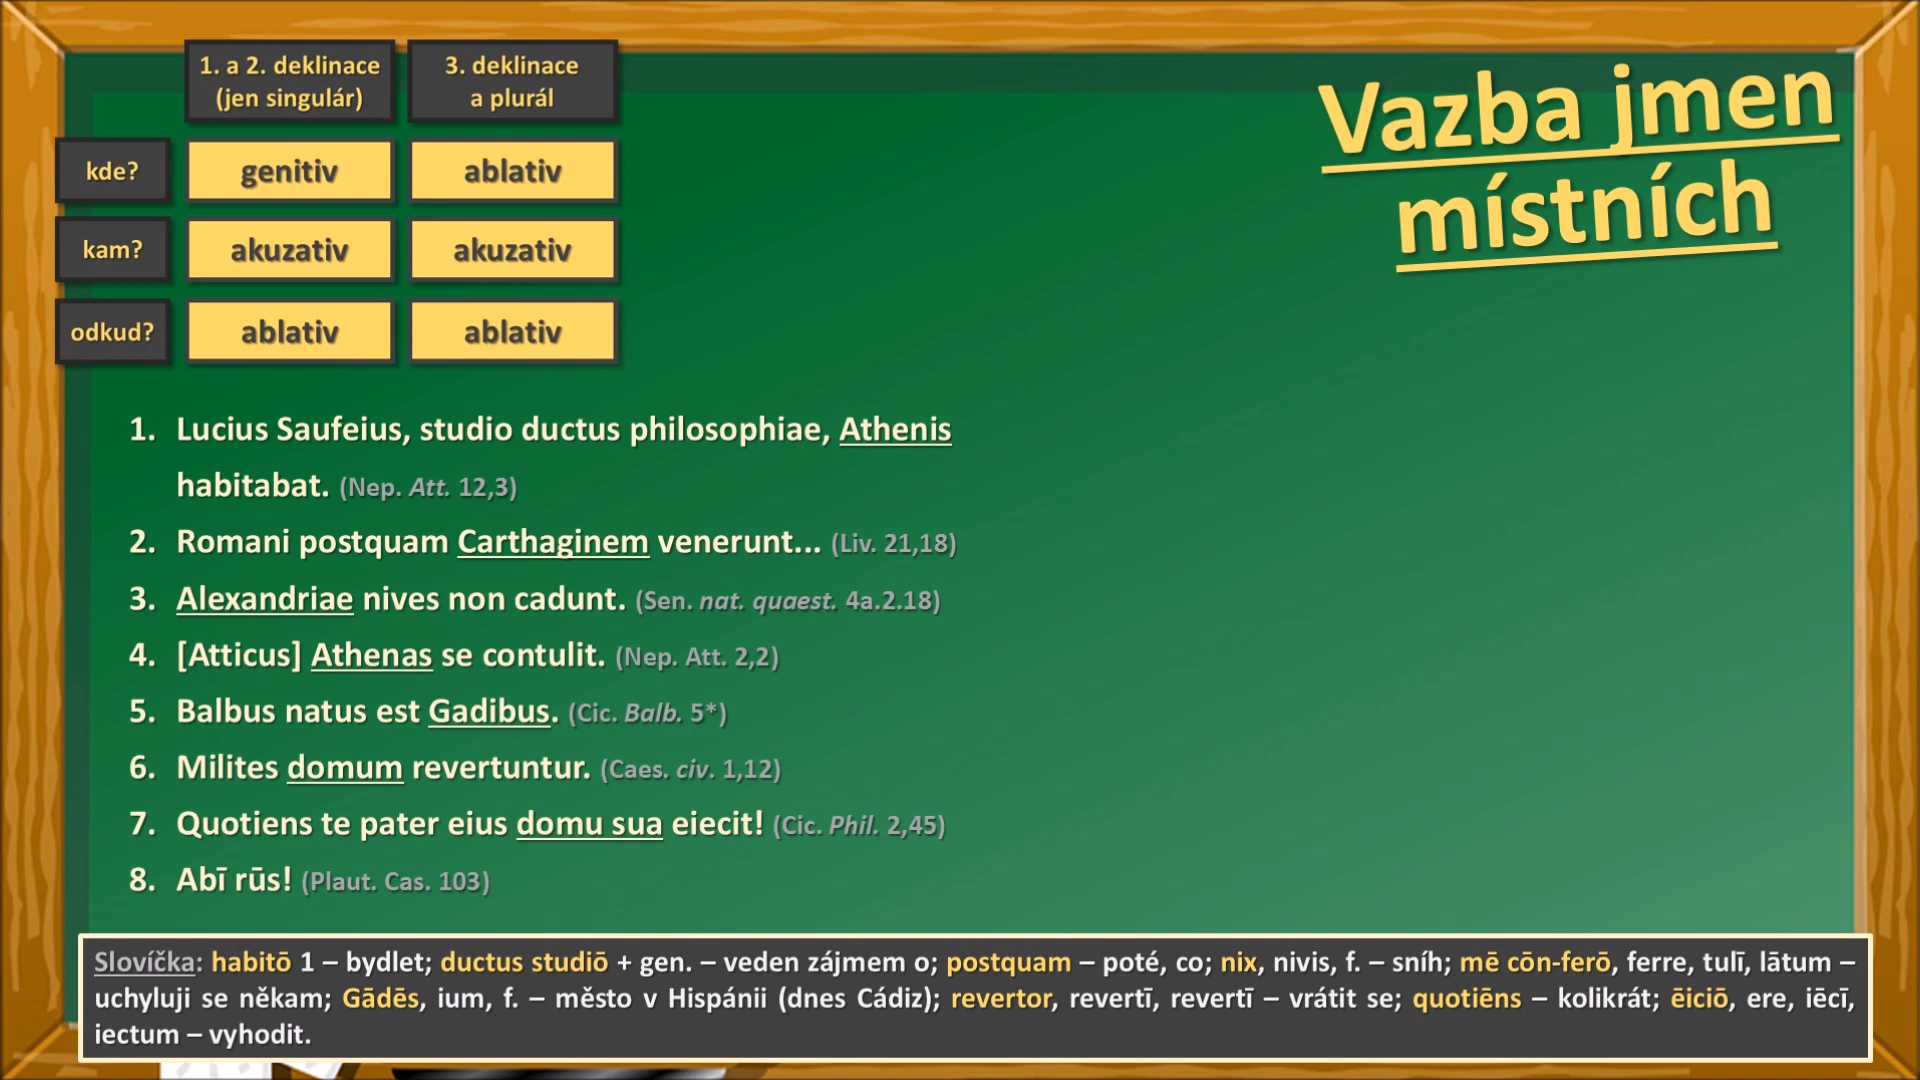 1. a 2. deklinace
(jen singulár)
3. deklinace
a plurál
Vazba jmen
místních
kde?
genitiv
ablativ
kam?
akuzativ
akuzativ
odkud?
ablativ
ablativ
1. Lucius Saufeius, studio ductus philosophiae, Athenis
habitabat. (Nep. Att. 12,3)
2. Romani postquam Carthaginem venerunt... (Liv. 21,18)
3. Alexandriae nives non cadunt. (Sen. nat. quaest. 4a.2.18)
4. [Atticus] Athenas se contulit. (Nep. Att. 2,2)
5. Balbus natus est Gadibus. (Cic. Balb. 5*)
6. Milites domum revertuntur. (Caes. civ. 1,12)
7. Quotiens te pater eius domu sua eiecit! (Cic. Phil. 2,45)
8. Abī rūs! (Plaut. Cas. 103)
Slovíčka: habitō 1 – bydlet; ductus studiō + gen. – veden zájmem o; postquam – poté, co; nix, nivis, f. – sníh; mē cōn-ferō, ferre, tulī, lātum –
uchyluji se někam; Gādēs, ium, f. – město v Hispánii (dnes Cádiz); revertor, revertī, revertī – vrátit se; quotiēns – kolikrát; ēiciō, ere, iēcī,
iectum – vyhodit.